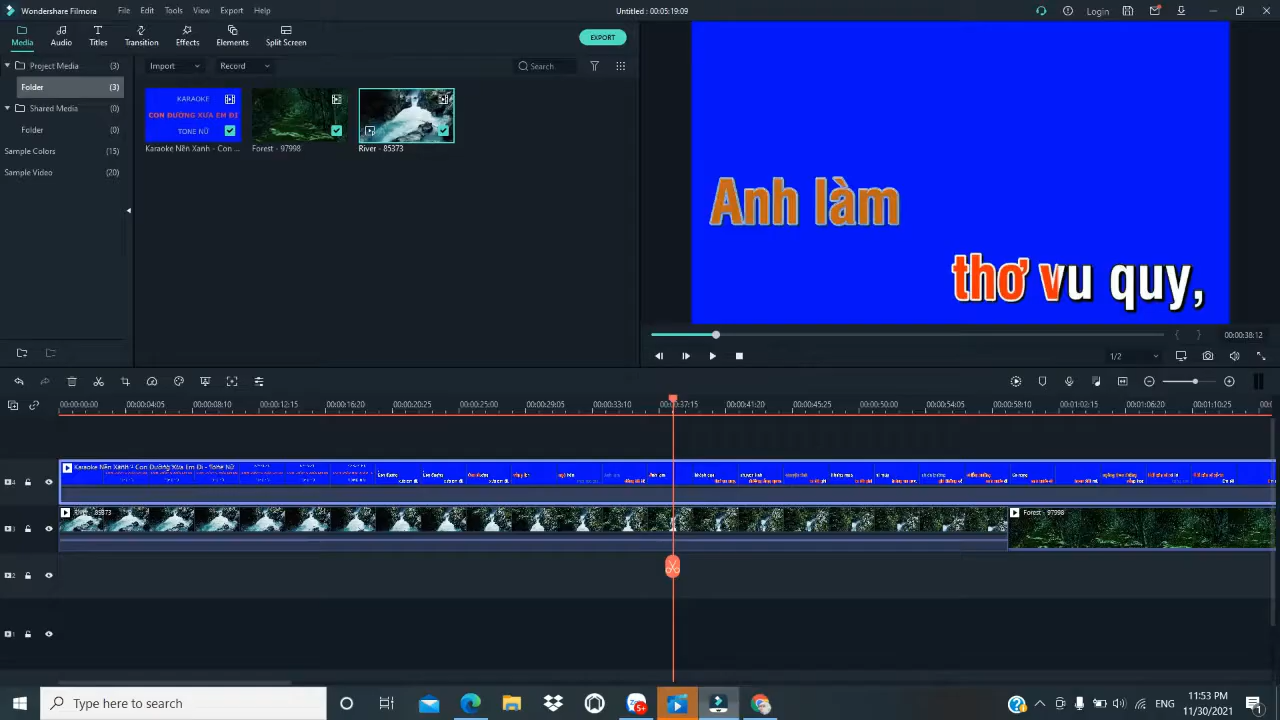 Wondershare Filmora
File
Edit
Tools
View
Export
Help
Untitled : 00:05:19:09
Login
Media
Audio
Titles
Transition
Effects
Elements
Split Screen
EXPORT
Project Media (3)
Folder (3)
Shared Media (0)
Folder (0)
Sample Colors (15)
Sample Video (20)
Import
Record
Search
KARAOKE
CON ĐƯỜNG XƯA EM ĐI
TONE NỮ
Karaoke Nền Xanh - Con ...
Forest - 97998
River - 85373
Anh làm
thơ vu quy,
00:00:38:12
1/2
00:00:00:00
00:00:04:05
00:00:08:10
00:00:12:15
00:00:16:20
00:00:20:25
00:00:25:00
00:00:29:05
00:00:33:10
00:00:37:15
00:00:41:20
00:00:45:25
00:00:50:00
00:00:54:05
00:00:58:10
00:01:02:15
00:01:06:20
00:01:10:25
Karaoke Nền Xanh - Con Đường Xưa Em Đi - Tone Nữ
4
3
Forest - 97998
2
1
Type here to search
5+
11:53 PM
11/30/2021
1